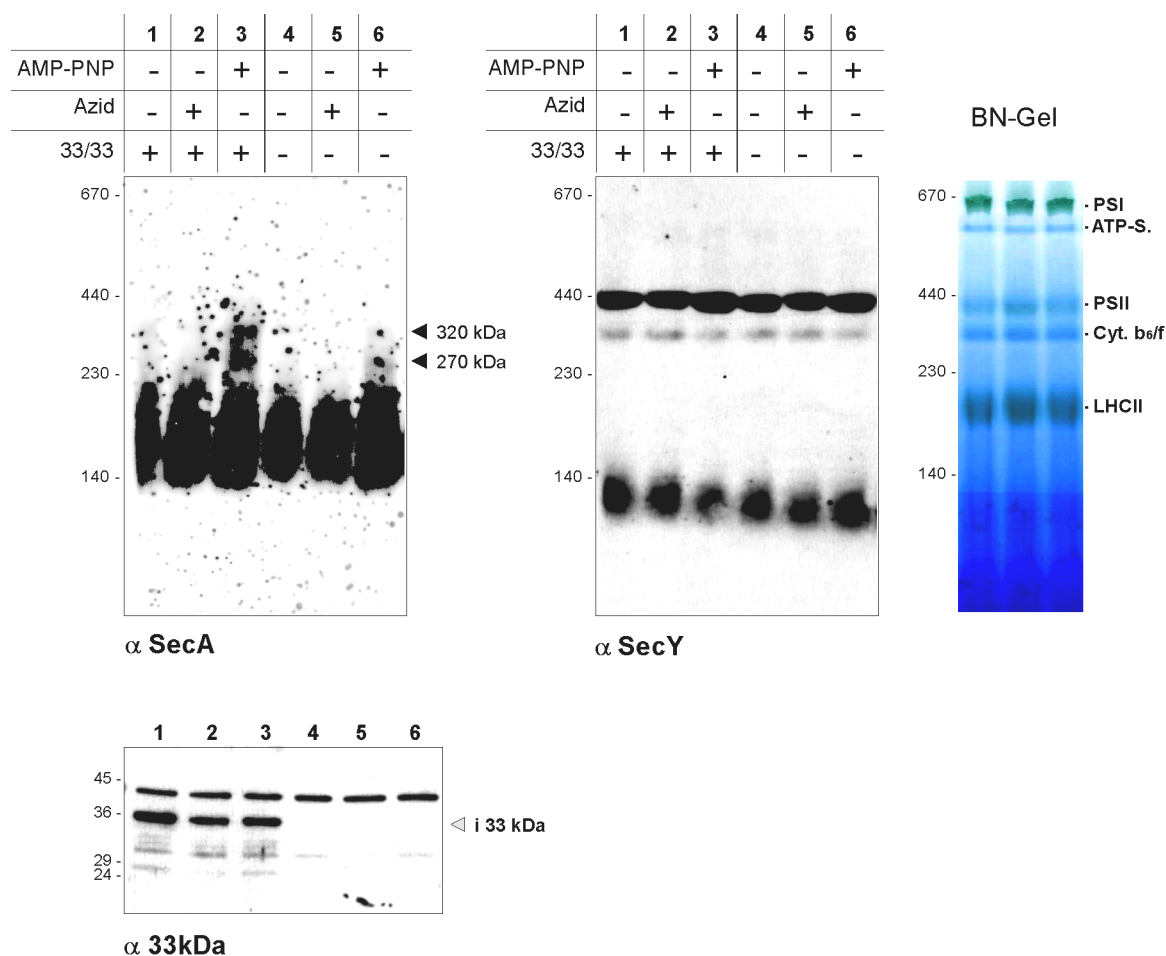 1 2 3 4 5 6
AMP-PNP - - + - - +
Azid - + - - + -
33/33 + + + - - -
670 -
440 -
230 -
140 -
320 kDa
270 kDa
α SecA
1 2 3 4 5 6
AMP-PNP - - + - - +
Azid - + - - + -
33/33 + + + - - -
670 -
440 -
230 -
140 -
α SecY
BN-Gel
670 -
440 -
230 -
140 -
- PSI
- ATP-S.
- PSII
- Cyt. b6/f
- LHCII
1 2 3 4 5 6
45 -
36 -
29 -
24 -
i 33 kDa
α 33kDa